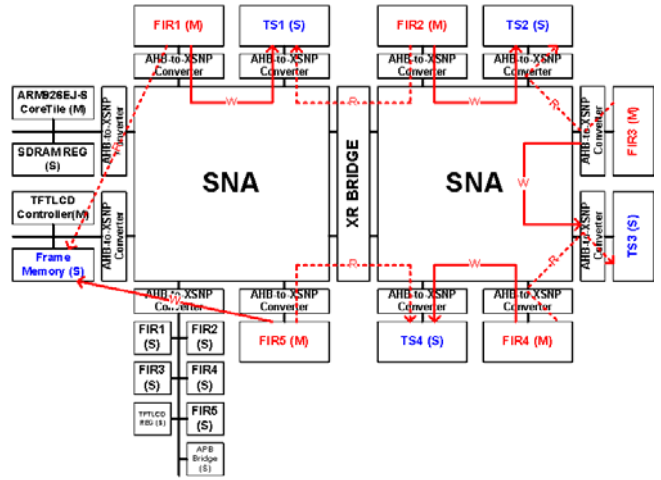 FIR1 (M)
TS1 (S)
FIR2 (M)
TS2 (S)
AHB-to-XSNP
Converter
AHB-to-XSNP
Converter
AHB-to-XSNP
Converter
AHB-to-XSNP
Converter
ARM926EJ-S
CoreTile (M)
SDRAM REG
(S)
AHB-to-XSNP
Converter
TFTLCD
Controller(M)
Frame
Memory (S)
AHB-to-XSNP
Converter
W
R
W
R
R
SNA
XR BRIDGE
SNA
AHB-to-XSNP
Converter
FIR3 (M)
W
AHB-to-XSNP
Converter
TS3 (S)
R
W
R
W
R
AHB-to-XSNP
Converter
AHB-to-XSNP
Converter
AHB-to-XSNP
Converter
AHB-to-XSNP
Converter
FIR5 (M)
TS4 (S)
FIR4 (M)
FIR1
(S)
FIR2
(S)
FIR3
(S)
FIR4
(S)
TFTLCD
REG (S)
FIR5
(S)
APB
Bridge
(S)